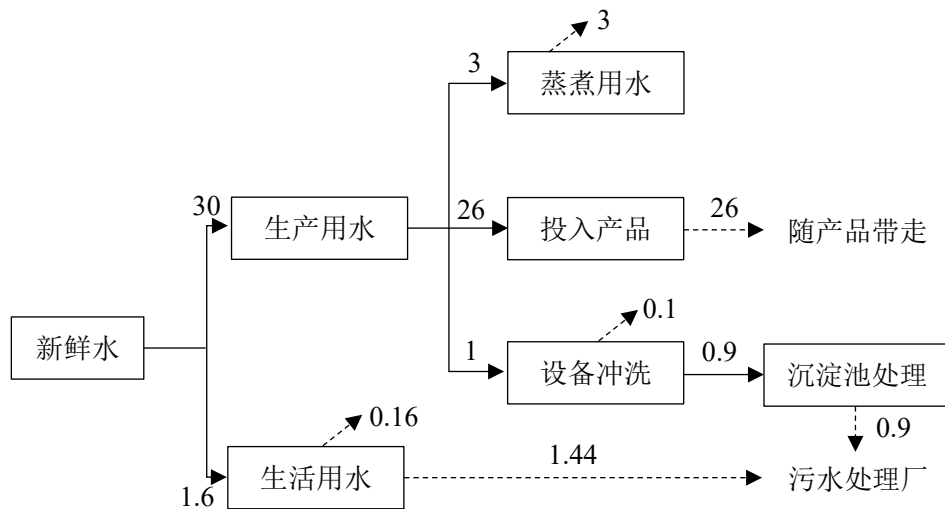 3
3
蒸煮用水
30
生产用水
26
投入产品
26
随产品带走
新鲜水
0.1
1
设备冲洗
0.9
沉淀池处理
0.9
0.16
1.6
生活用水
1.44
污水处理厂